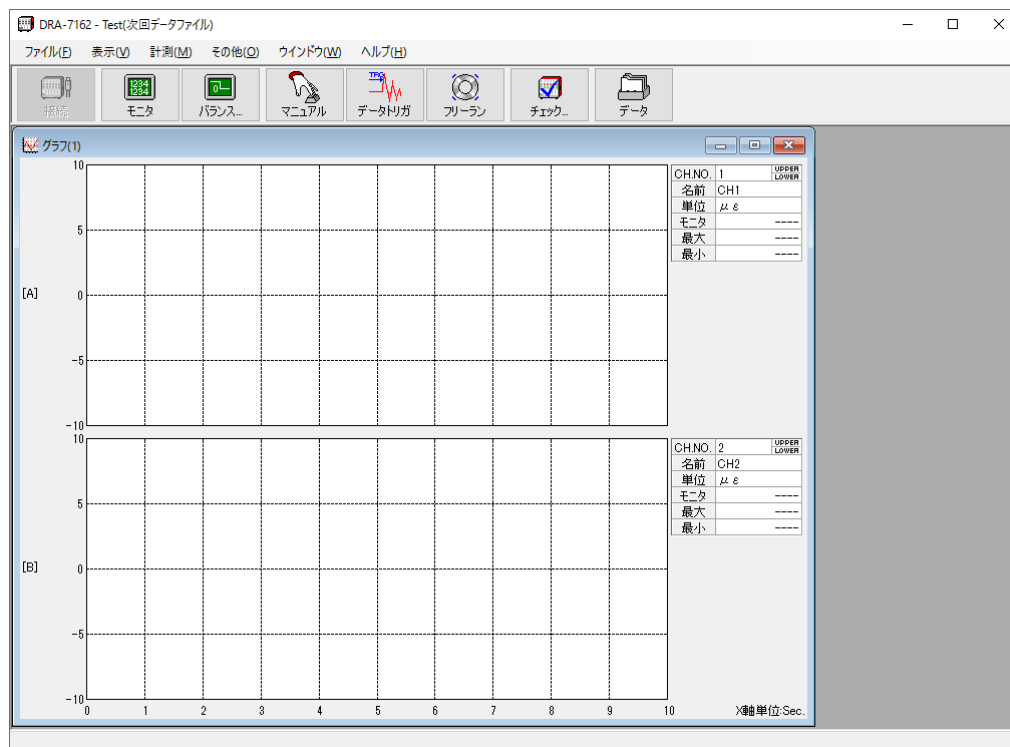 DRA-7162 - Test(次回データファイル)
ファイル(F) 表示(V) 計測(M) その他(O) ウインドウ(W) ヘルプ(H)
1234
1234
0
TRG
接続 モニタ バランス... マニュアル データトリガ フリーラン チェック... データ
グラフ(1)
10
5
[A] 0
-5
-10
CH.NO. 1 UPPER LOWER
名前 CH1
単位 με
モニタ ----
最大 ----
最小 ----
10
5
[B] 0
-5
-10
CH.NO. 2 UPPER LOWER
名前 CH2
単位 με
モニタ ----
最大 ----
最小 ----
0 1 2 3 4 5 6 7 8 9 10 X軸単位:Sec.